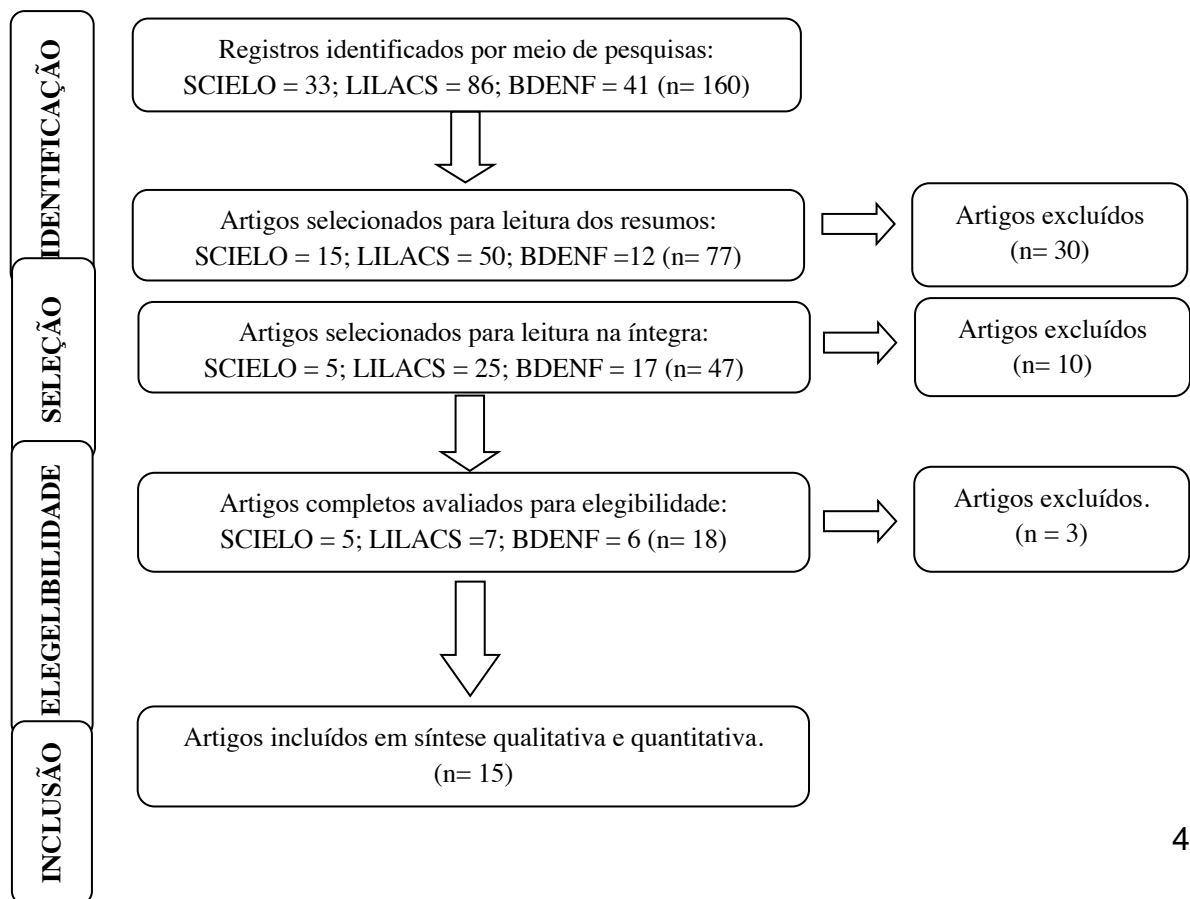 IDENTIFICAÇÃO
Registros identificados por meio de pesquisas:
SCIELO = 33; LILACS = 86; BDENF = 41 (n= 160)
Artigos selecionados para leitura dos resumos:
SCIELO = 15; LILACS = 50; BDENF =12 (n= 77)
Artigos excluídos
(n= 30)
SELEÇÃO
Artigos selecionados para leitura na íntegra:
SCIELO = 5; LILACS = 25; BDENF = 17 (n= 47)
Artigos excluídos
(n= 10)
ELEGELIBILIDADE
Artigos completos avaliados para elegibilidade:
SCIELO = 5; LILACS =7; BDENF = 6 (n= 18)
Artigos excluídos.
(n = 3)
INCLUSÃO
Artigos incluídos em síntese qualitativa e quantitativa.
(n= 15)
4